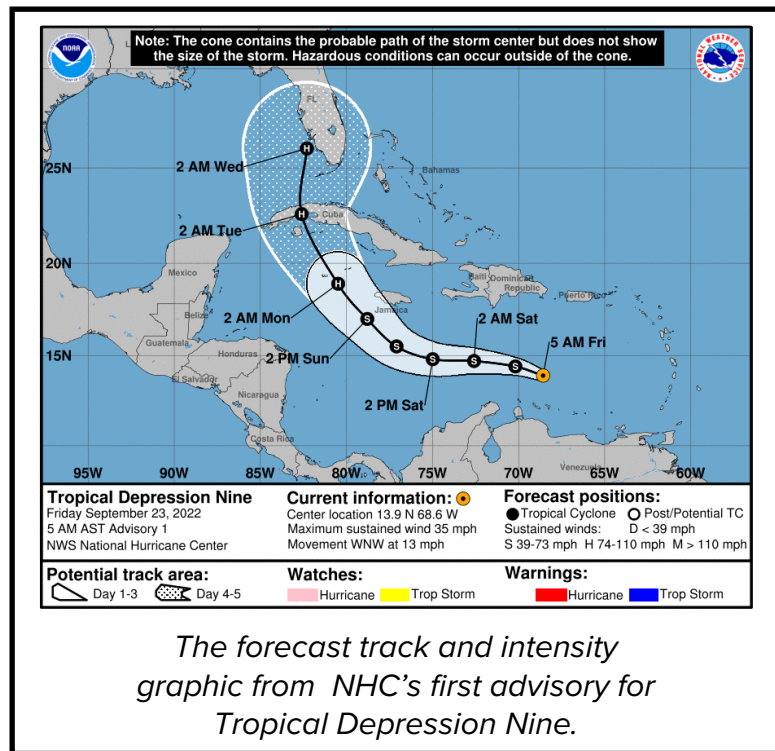 Note: The cone contains the probable path of the storm center but does not show
the size of the storm. Hazardous conditions can occur outside of the cone.
NOAA
NATIONAL WEATHER SERVICE
FL
2 AM Wed
25N
Bahamas
2 AM Tue
Cuba
20N
Mexico
Haiti
Dominican
Republic
Puerto Rico
Jamaica
Belize
2 AM Mon
2 AM Sat
5 AM Fri
Guatemala
Honduras
2 PM Sun
15N
El Salvador
2 PM Sat
Nicaragua
Costa Rica
Venezuela
95W 90W 85W 80W 75W 70W 65W 60W
H
H
H
S
S
S
S
S
Tropical Depression Nine
Friday September 23, 2022
5 AM AST Advisory 1
NWS National Hurricane Center
Current information:
Center location 13.9 N 68.6 W
Maximum sustained wind 35 mph
Movement WNW at 13 mph
Forecast positions:
Tropical Cyclone Post/Potential TC
Sustained winds: D < 39 mph
S 39-73 mph H 74-110 mph M > 110 mph
Potential track area:
Day 1-3 Day 4-5
Watches:
Hurricane Trop Storm
Warnings:
Hurricane Trop Storm
The forecast track and intensity
graphic from NHC's first advisory for
Tropical Depression Nine.